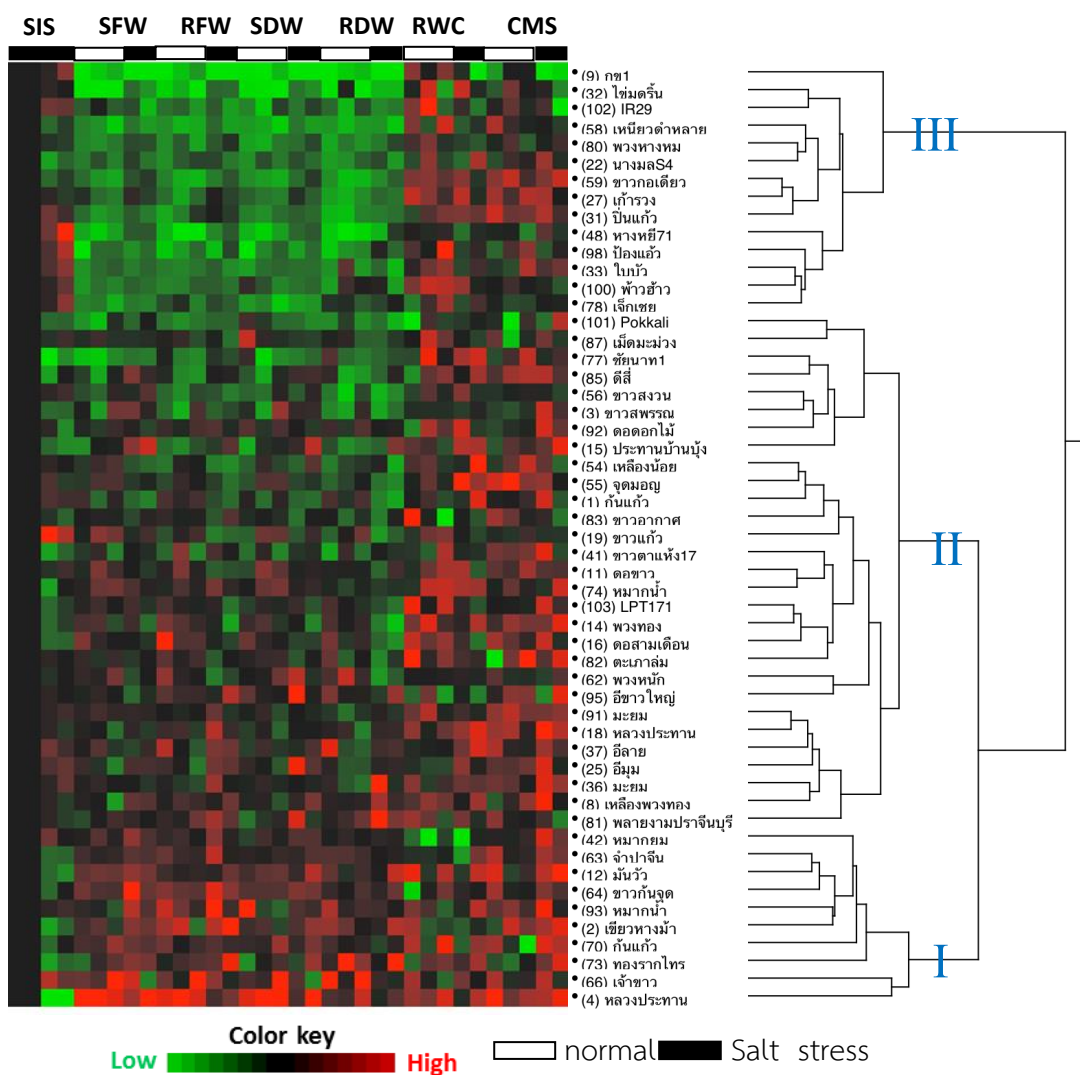 SIS SFW RFW SDW RDW RWC CMS
(9) กข1
(32) ไข่มดริ้น
(102) IR29
(58) เหนียวดำหลาย
(80) พวงหางหม
(22) นางมลS4
(59) ขาวกอเดียว
(27) เก้ารวง
(31) ปิ่นแก้ว
(48) หางหยี71
(98) ป้องแอ้ว
(33) ใบบัว
(100) พ้าวฮ้าว
(78) เจ็กเชย
(101) Pokkali
(87) เม็ดมะม่วง
(77) ชัยนาท1
(85) ดีสี่
(56) ขาวสงวน
(3) ขาวสพรรณ
(92) ดอดอกไม้
(15) ประทานบ้านบุ้ง
(54) เหลืองน้อย
(55) จุดมอญ
(1) ก้นแก้ว
(83) ขาวอากาศ
(19) ขาวแก้ว
(41) ขาวตาแห้ง17
(11) ดอขาว
(74) หมากน้ำ
(103) LPT171
(14) พวงทอง
(16) ดอสามเดือน
(82) ตะเภาล่ม
(62) พวงหนัก
(95) อีขาวใหญ่
(91) มะยม
(18) หลวงประทาน
(37) อีลาย
(25) อีมุม
(36) มะยม
(8) เหลืองพวงทอง
(81) พลายงามปราจีนบุรี
(42) หมากยม
(63) จำปาจีน
(12) มันวัว
(64) ขาวก้นจุด
(93) หมากน้ำ
(2) เขียวหางม้า
(70) ก้นแก้ว
(73) ทองรากไทร
(66) เจ้าขาว
(4) หลวงประทาน
III
II
I
Color key
Low High
normal Salt stress